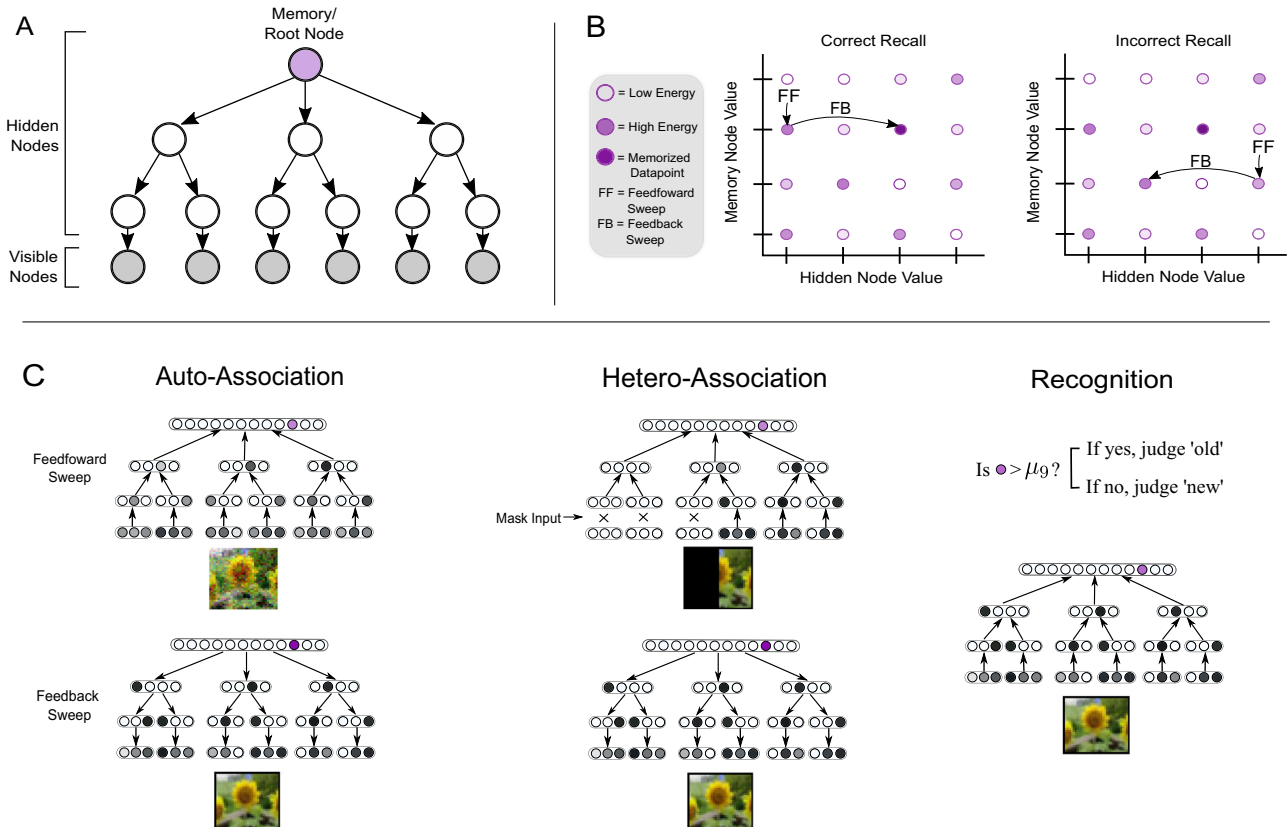 A
Memory/
Root Node
Hidden
Nodes
Visible
Nodes
B
= Low Energy
= High Energy
= Memorized
Datapoint
FF = Feedfoward
Sweep
FB = Feedback
Sweep
Correct Recall
FF
FB
Memory Node Value
Hidden Node Value
Incorrect Recall
FF
FB
Memory Node Value
Hidden Node Value
C
Auto-Association
Feedfoward
Sweep
Feedback
Sweep
Hetero-Association
Mask Input
Recognition
Is > μ9?
If yes, judge 'old'
If no, judge 'new'